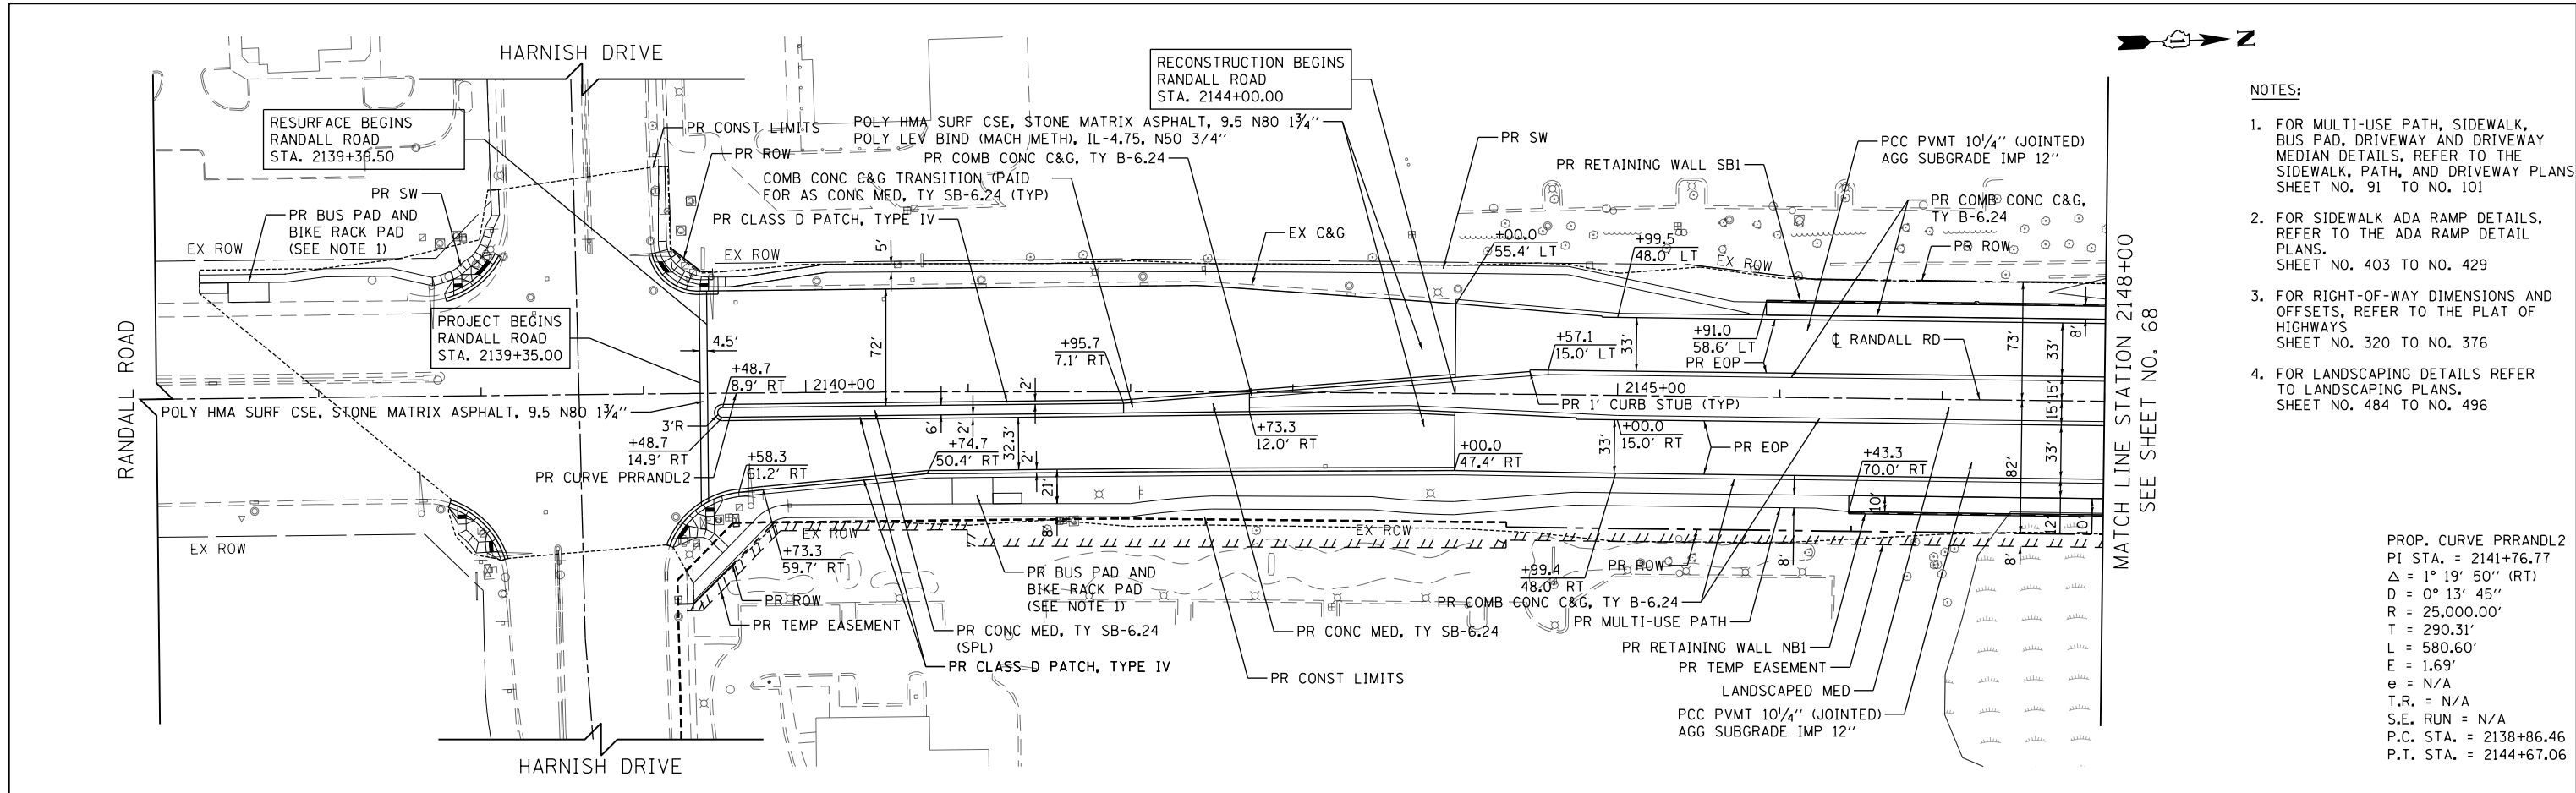 HARNISH DRIVE
RESURFACE BEGINS
RANDALL ROAD
STA. 2139+39.50
PR CONST LIMITS
PR ROW
RECONSTRUCTION BEGINS
RANDALL ROAD
STA. 2144+00.00
POLY HMA SURF CSE, STONE MATRIX ASPHALT, 9.5 N80 1¾"
POLY LEV BIND (MACH METH), IL-4.75, N50 3/4"
PR COMB CONC C&G, TY B-6.24
COMB CONC C&G TRANSITION (PAID
FOR AS CONC MED, TY SB-6.24 (TYP)
PR CLASS D PATCH, TYPE IV
PR SW
PR BUS PAD AND
BIKE RACK PAD
(SEE NOTE 1)
EX ROW
EX ROW
5'
EX C&G
PR SW
PR RETAINING WALL SB1
PCC PVMT 10¼" (JOINTED)
AGG SUBGRADE IMP 12"
PR COMB CONC C&G,
TY B-6.24
PR ROW
+00.0
55.4' LT
+99.5
48.0' LT
EX ROW
PROJECT BEGINS
RANDALL ROAD
STA. 2139+35.00
4.5'
72'
+95.7
7.1' RT
+57.1
15.0' LT
33'
+91.0
58.6' LT
PR EOP
℄ RANDALL RD
73'
33'
8'
RANDALL ROAD
+48.7
8.9' RT
2140+00
2'
2145+00
15'
15'
POLY HMA SURF CSE, STONE MATRIX ASPHALT, 9.5 N80 1¾"
PR 1' CURB STUB (TYP)
3'R
6'
2'
32.3'
+48.7
14.9' RT
+58.3
61.2' RT
+74.7
50.4' RT
2'
+73.3
12.0' RT
+00.0
47.4' RT
33'
+00.0
15.0' RT
PR EOP
+43.3
70.0' RT
82'
33'
PR CURVE PRRANDL2
21'
10'
8'
12'
10'
EX ROW
EX ROW
EX ROW
+73.3
59.7' RT
PR ROW
PR TEMP EASEMENT
PR BUS PAD AND
BIKE RACK PAD
(SEE NOTE 1)
PR CONC MED, TY SB-6.24
(SPL)
PR CLASS D PATCH, TYPE IV
PR CONC MED, TY SB-6.24
PR CONST LIMITS
+99.4
48.0' RT
PR ROW
8'
8'
PR COMB CONC C&G, TY B-6.24
PR MULTI-USE PATH
PR RETAINING WALL NB1
PR TEMP EASEMENT
LANDSCAPED MED
PCC PVMT 10¼" (JOINTED)
AGG SUBGRADE IMP 12"
HARNISH DRIVE
MATCH LINE STATION 2148+00
SEE SHEET NO. 68
N
NOTES:
1. FOR MULTI-USE PATH, SIDEWALK,
BUS PAD, DRIVEWAY AND DRIVEWAY
MEDIAN DETAILS, REFER TO THE
SIDEWALK, PATH, AND DRIVEWAY PLANS
SHEET NO. 91 TO NO. 101
2. FOR SIDEWALK ADA RAMP DETAILS,
REFER TO THE ADA RAMP DETAIL
PLANS.
SHEET NO. 403 TO NO. 429
3. FOR RIGHT-OF-WAY DIMENSIONS AND
OFFSETS, REFER TO THE PLAT OF
HIGHWAYS
SHEET NO. 320 TO NO. 376
4. FOR LANDSCAPING DETAILS REFER
TO LANDSCAPING PLANS.
SHEET NO. 484 TO NO. 496
PROP. CURVE PRRANDL2
PI STA. = 2141+76.77
Δ = 1° 19' 50" (RT)
D = 0° 13' 45"
R = 25,000.00'
T = 290.31'
L = 580.60'
E = 1.69'
e = N/A
T.R. = N/A
S.E. RUN = N/A
P.C. STA. = 2138+86.46
P.T. STA. = 2144+67.06